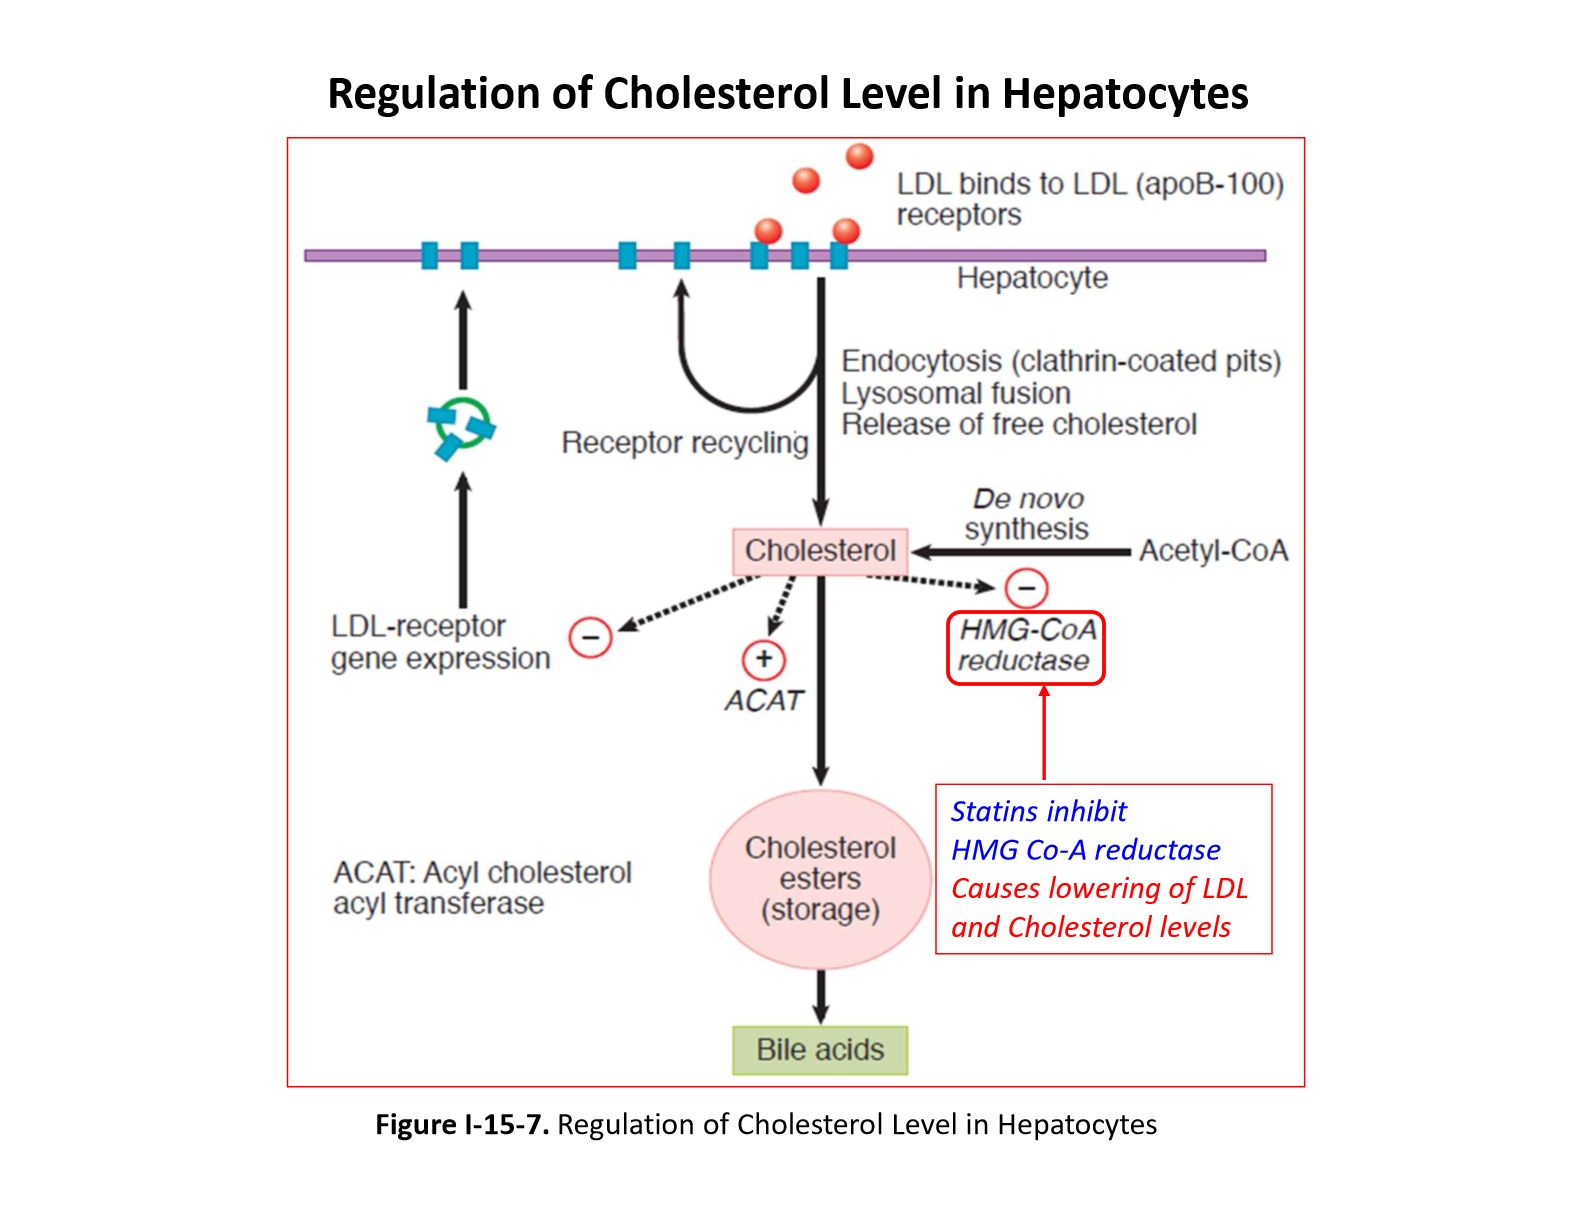 Regulation of Cholesterol Level in Hepatocytes
LDL binds to LDL (apoB-100)
receptors
Hepatocyte
Endocytosis (clathrin-coated pits)
Lysosomal fusion
Release of free cholesterol
Receptor recycling
De novo
synthesis
Cholesterol
Acetyl-CoA
−
HMG-CoA
reductase
LDL-receptor
gene expression
−
+
ACAT
Statins inhibit
HMG Co-A reductase
Causes lowering of LDL
and Cholesterol levels
Cholesterol
esters
(storage)
ACAT: Acyl cholesterol
acyl transferase
Bile acids
Figure I-15-7. Regulation of Cholesterol Level in Hepatocytes